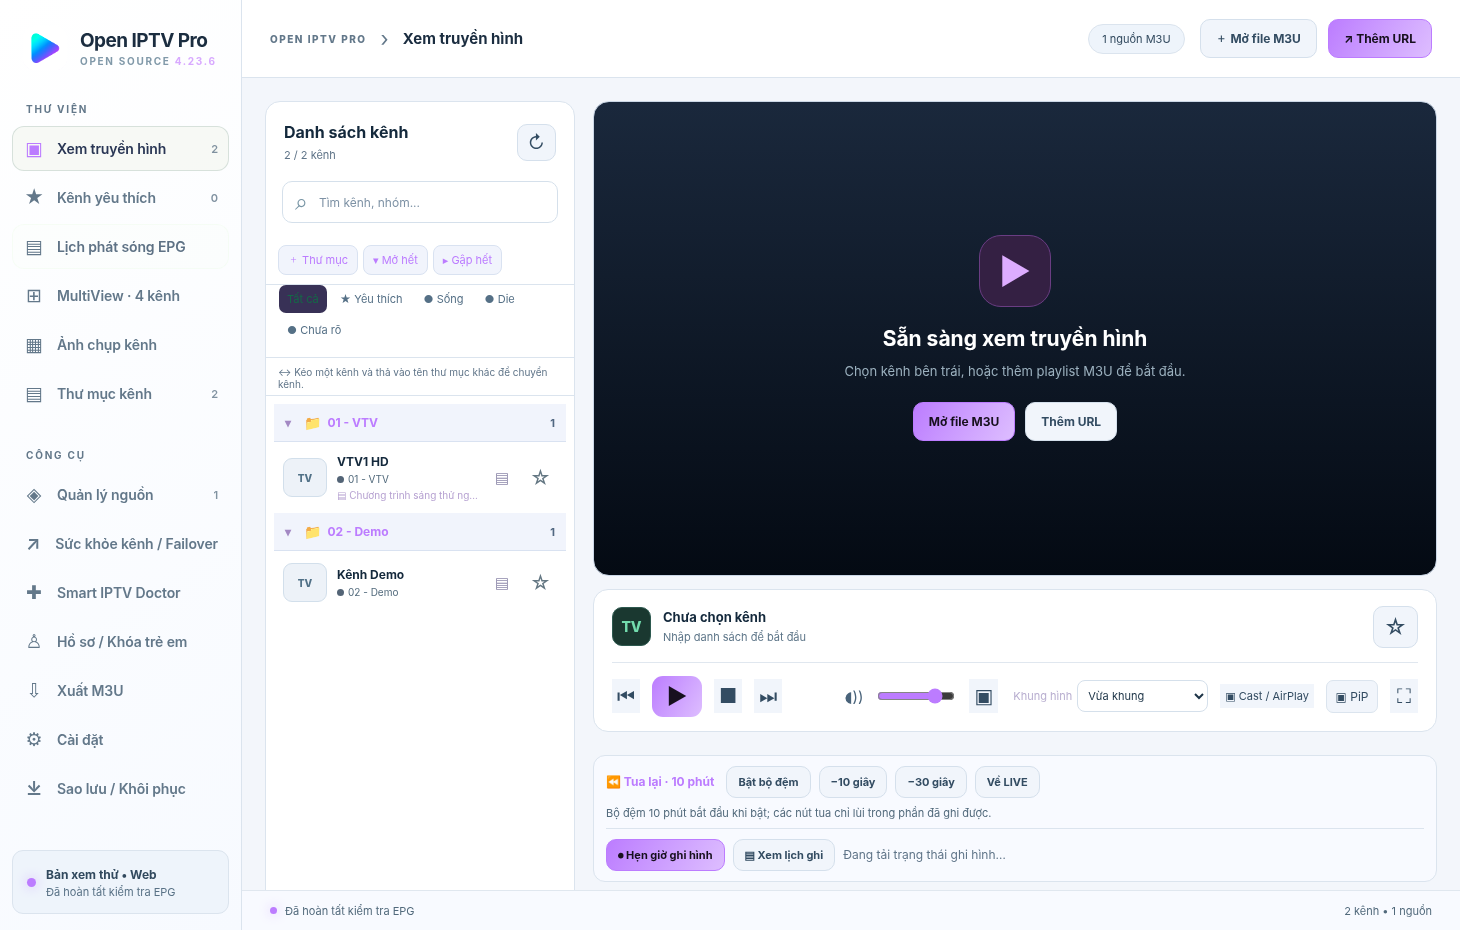 Open IPTV Pro
OPEN SOURCE 4.23.6
THƯ VIỆN
Xem truyền hình 2
Kênh yêu thích 0
Lịch phát sóng EPG
MultiView · 4 kênh
Ảnh chụp kênh
Thư mục kênh 2
CÔNG CỤ
Quản lý nguồn 1
Sức khỏe kênh / Failover
Smart IPTV Doctor
Hồ sơ / Khóa trẻ em
Xuất M3U
Cài đặt
Sao lưu / Khôi phục
Bản xem thử • Web
Đã hoàn tất kiểm tra EPG
OPEN IPTV PRO › Xem truyền hình
1 nguồn M3U
+ Mở file M3U
↗ Thêm URL
Danh sách kênh
2 / 2 kênh
Tìm kênh, nhóm...
+ Thư mục
▾ Mở hết
▸ Gập hết
Tất cả
★ Yêu thích
● Sống
● Die
● Chưa rõ
↔ Kéo một kênh và thả vào tên thư mục khác để chuyển
kênh.
▾ 📁 01 - VTV 1
TV
VTV1 HD
● 01 - VTV
▤ Chương trình sáng thứ ng...
▾ 📁 02 - Demo 1
TV
Kênh Demo
● 02 - Demo
Sẵn sàng xem truyền hình
Chọn kênh bên trái, hoặc thêm playlist M3U để bắt đầu.
Mở file M3U
Thêm URL
TV
Chưa chọn kênh
Nhập danh sách để bắt đầu
Khung hình
Vừa khung
▣ Cast / AirPlay
▣ PiP
⏪ Tua lại · 10 phút
Bật bộ đệm
−10 giây
−30 giây
Về LIVE
Bộ đệm 10 phút bắt đầu khi bật; các nút tua chỉ lùi trong phần đã ghi được.
● Hẹn giờ ghi hình
▤ Xem lịch ghi
Đang tải trạng thái ghi hình...
Đã hoàn tất kiểm tra EPG
2 kênh • 1 nguồn